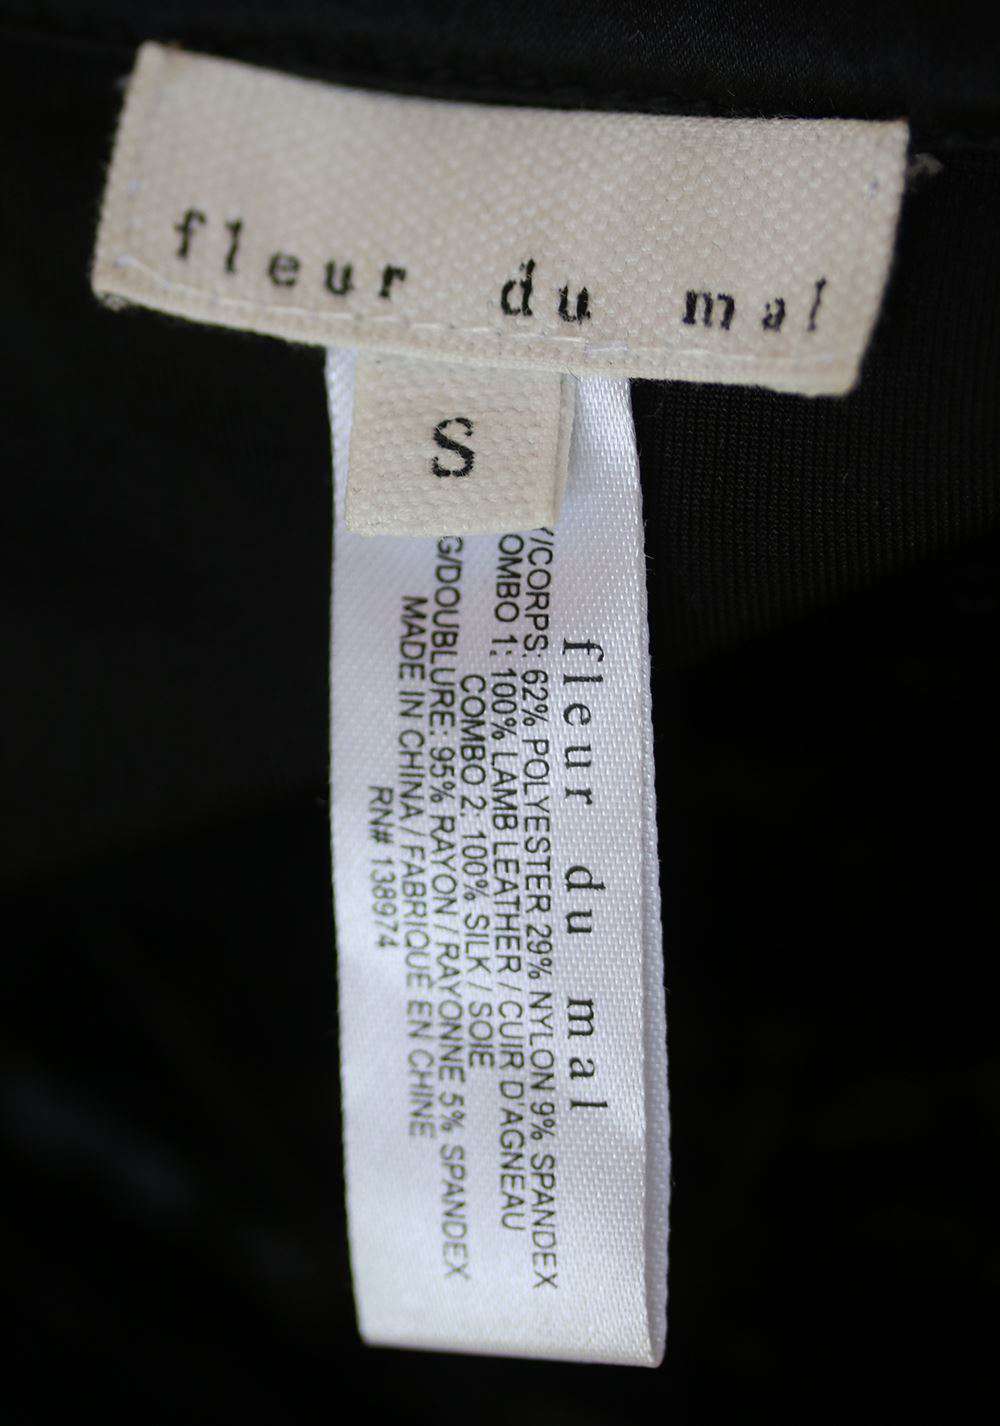 fleur du mal
S
fleur du mal
/CORPS: 62% POLYESTER 29% NYLON 9% SPANDEX
OMBO 1: 100% LAMB LEATHER / CUIR D'AGNEAU
COMBO 2: 100% SILK / SOIE
G/DOUBLURE: 95% RAYON / RAYONNE 5% SPANDEX
MADE IN CHINA / FABRIQUÉ EN CHINE
RN# 138974